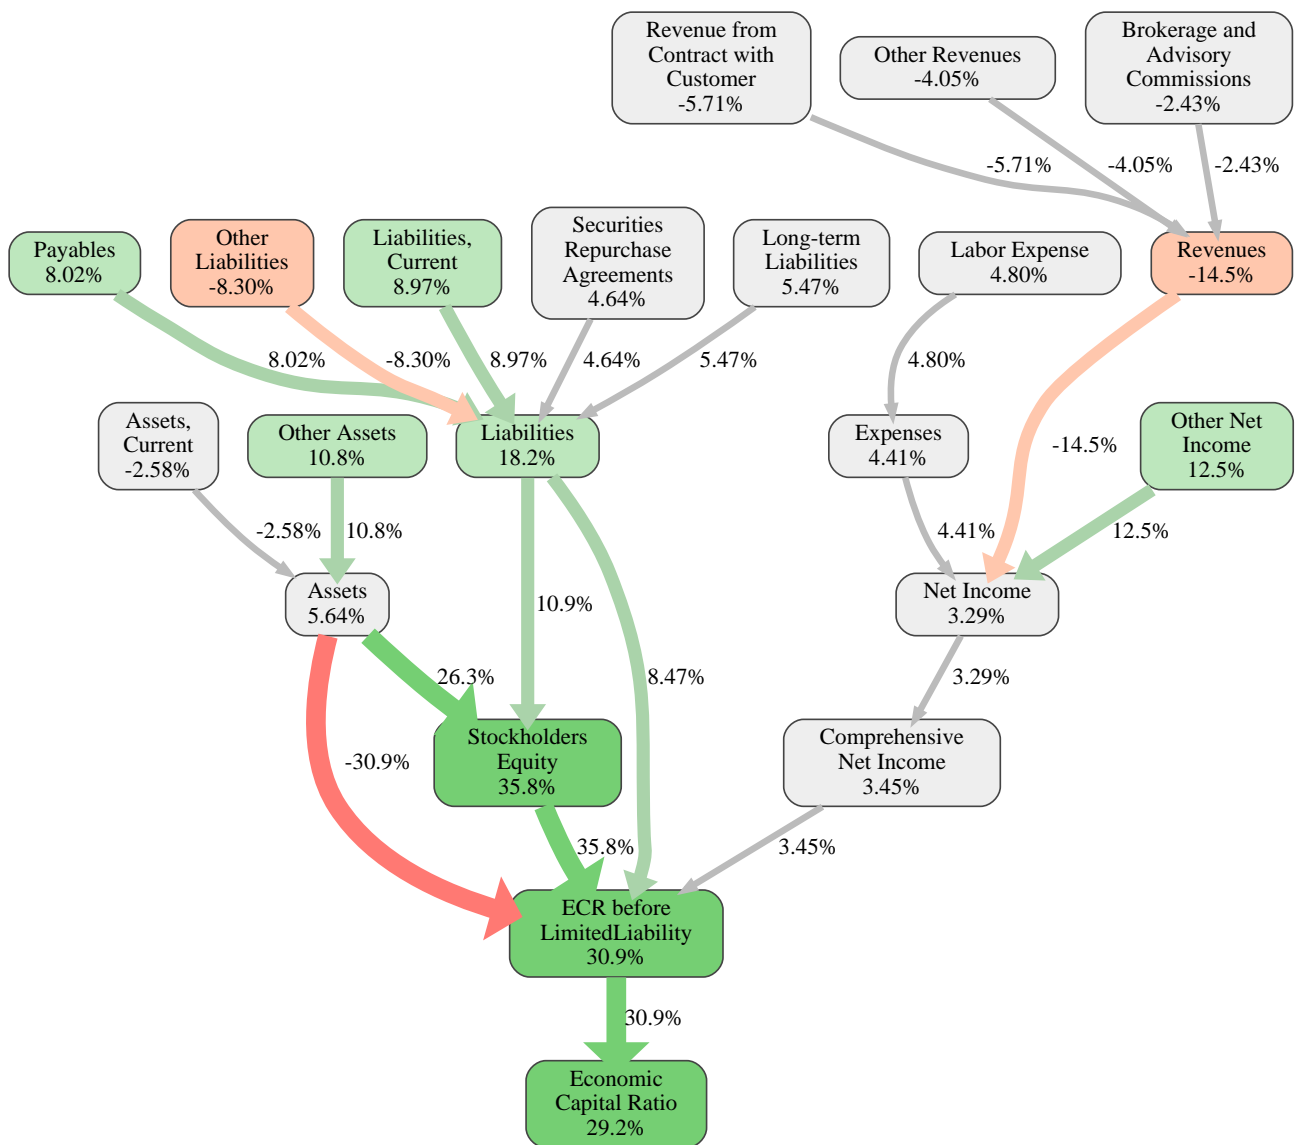 Revenue from
Contract with
Customer
-5.71%
Other Revenues
-4.05%
Brokerage and
Advisory
Commissions
-2.43%
-5.71%
-4.05%
-2.43%
Payables
8.02%
Other
Liabilities
-8.30%
Liabilities,
Current
8.97%
Securities
Repurchase
Agreements
4.64%
Long-term
Liabilities
5.47%
Labor Expense
4.80%
Revenues
-14.5%
8.02%
-8.30%
8.97%
4.64%
5.47%
4.80%
-14.5%
Assets,
Current
-2.58%
Other Assets
10.8%
Liabilities
18.2%
Expenses
4.41%
Other Net
Income
12.5%
-2.58%
10.8%
10.9%
8.47%
4.41%
12.5%
Assets
5.64%
Net Income
3.29%
26.3%
-30.9%
3.29%
Stockholders
Equity
35.8%
Comprehensive
Net Income
3.45%
35.8%
3.45%
ECR before
LimitedLiability
30.9%
30.9%
Economic
Capital Ratio
29.2%